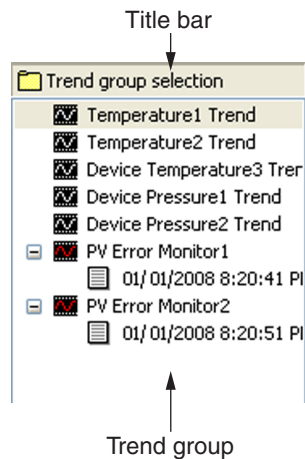 Title bar
Trend group selection
Temperature1 Trend
Temperature2 Trend
Device Temperature3 Trer
Device Pressure1 Trend
Device Pressure2 Trend
PV Error Monitor1
01/01/2008 8:20:41 PI
PV Error Monitor2
01/01/2008 8:20:51 PI
Trend group